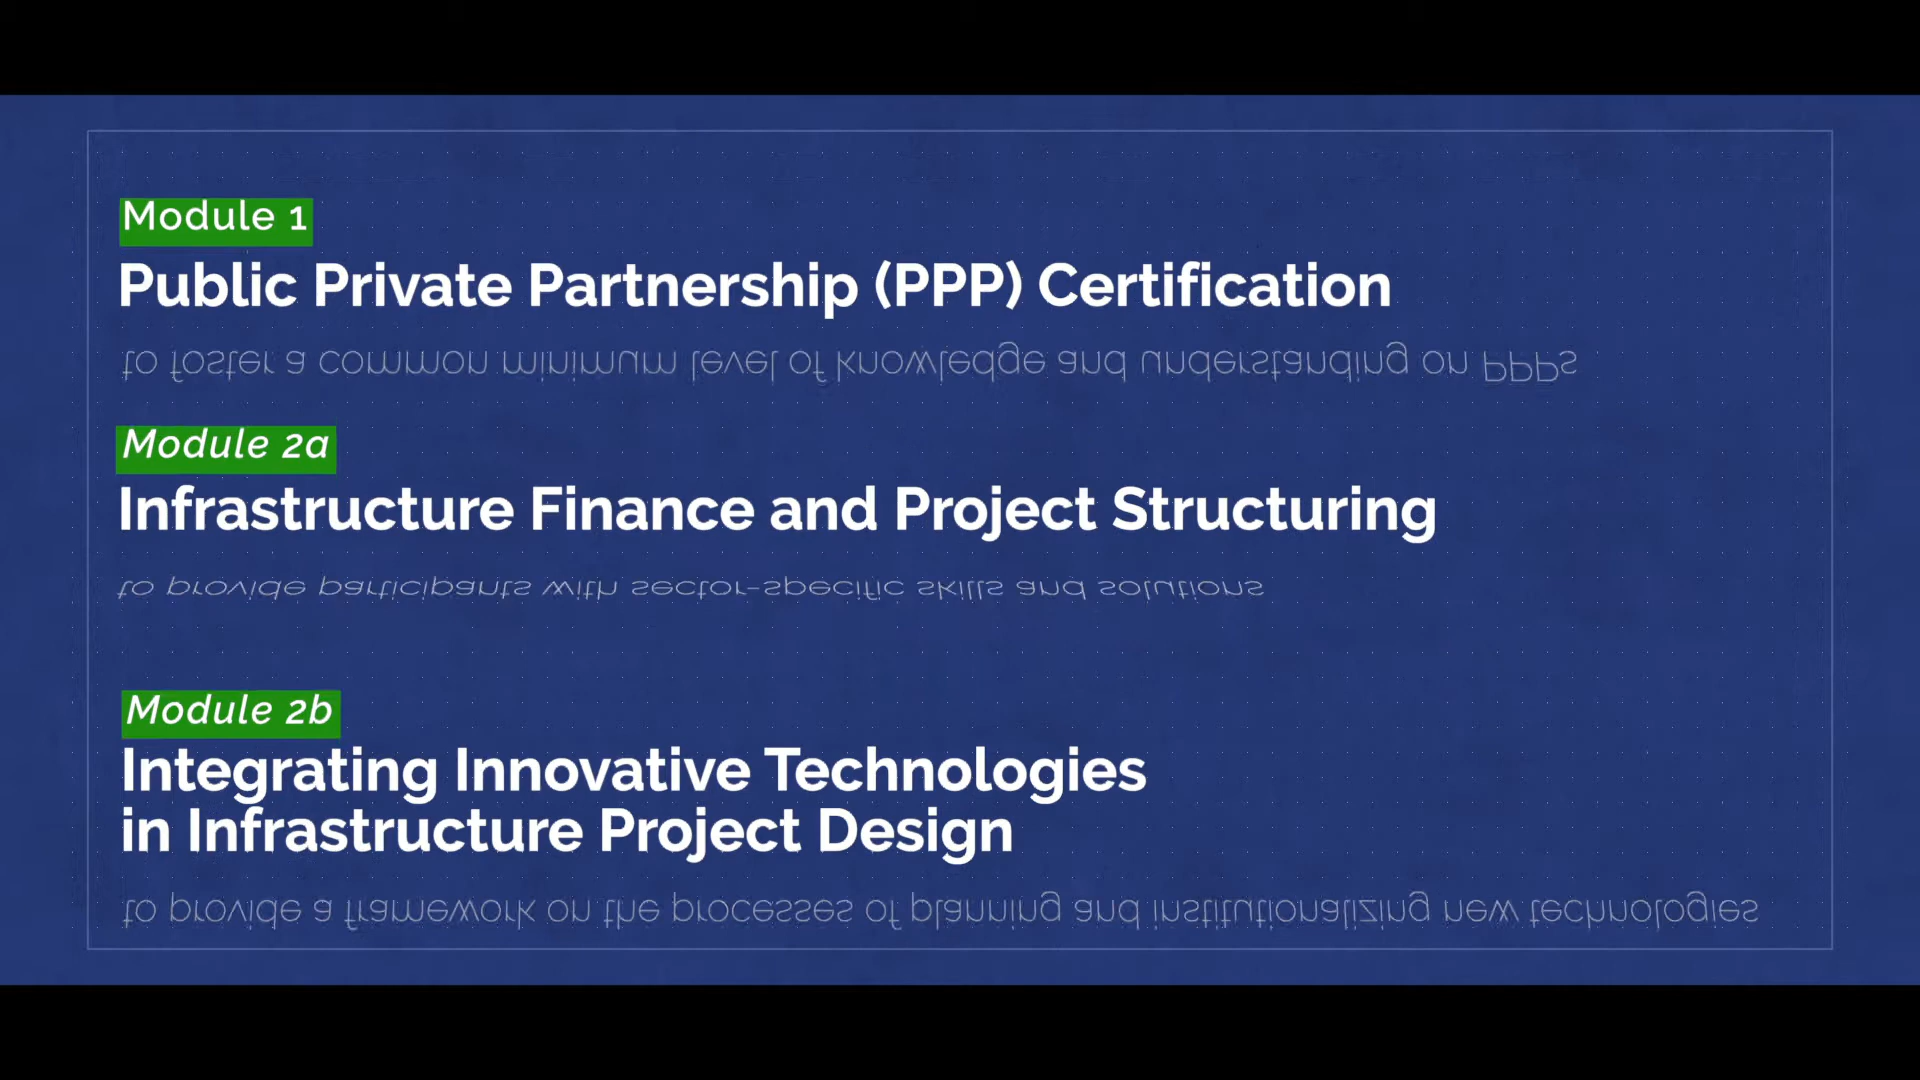 Module 1
Public Private Partnership (PPP) Certification
to foster a common minimum level of knowledge and understanding on PPPs
Module 2a
Infrastructure Finance and Project Structuring
to provide participants with sector-specific skills and solutions
Module 2b
Integrating Innovative Technologies
in Infrastructure Project Design
to provide a framework on the processes of planning and institutionalizing new technologies